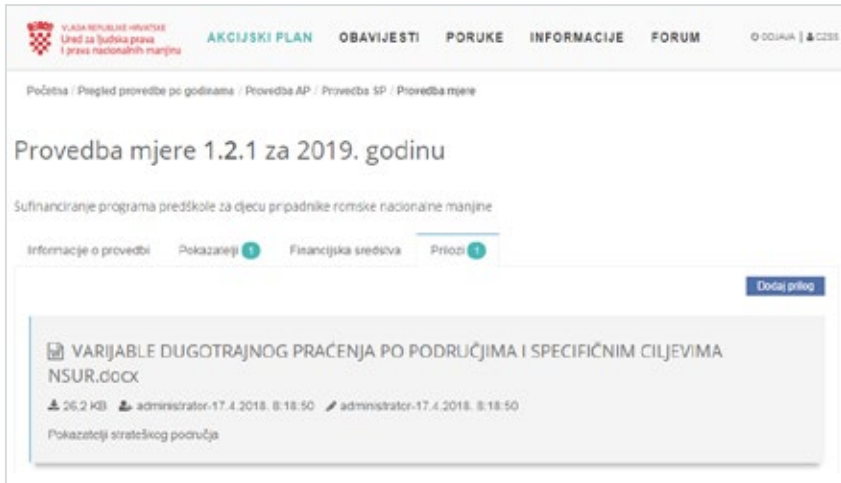 VLADA REPUBLIKE HRVATSKE
Ured za ljudska prava
i prava nacionalnih manjina
AKCIJSKI PLAN OBAVIJESTI PORUKE INFORMACIJE FORUM ODJAVA | CZSS
Početna / Pregled provedbe po godinama / Provedba AP / Provedba SP / Provedba mjere
Provedba mjere 1.2.1 za 2019. godinu
Sufinanciranje programa predškole za djecu pripadnike romske nacionalne manjine
Informacije o provedbi Pokazatelji 1 Financijska sredstva Prilozi 1
Dodaj prilog
VARIJABLE DUGOTRAJNOG PRAĆENJA PO PODRUČJIMA I SPECIFIČNIM CILJEVIMA
NSUR.docx
26,2 KB administrator-17.4.2018. 8:18:50 administrator-17.4.2018. 8:18:50
Pokazatelji strateškog područja